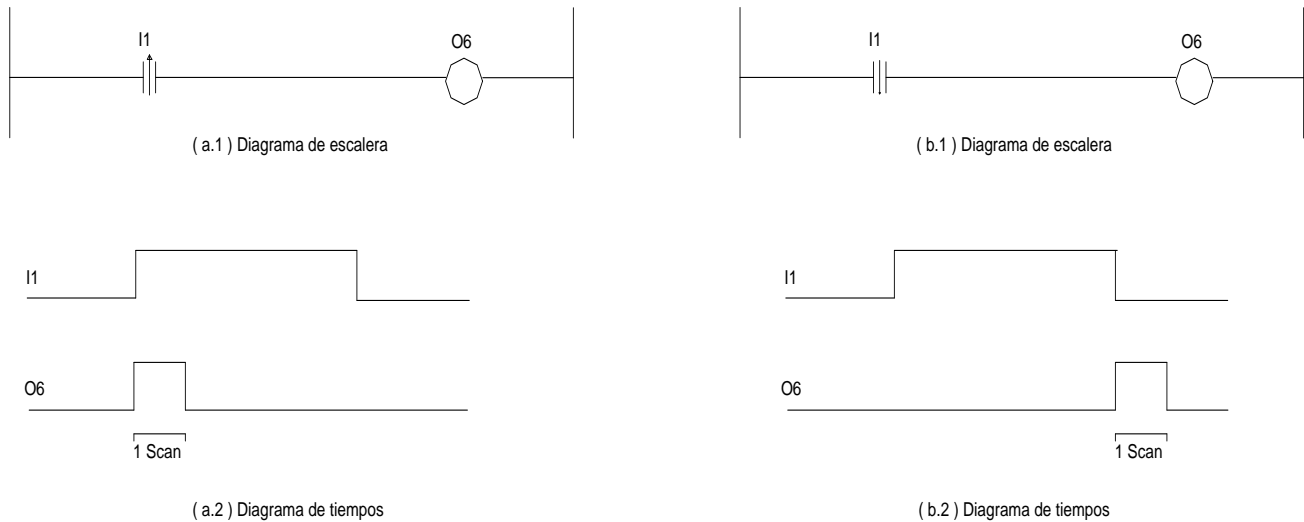 I1
O6
( a.1 ) Diagrama de escalera
I1
O6
( b.1 ) Diagrama de escalera
I1
O6
1 Scan
( a.2 ) Diagrama de tiempos
I1
O6
1 Scan
( b.2 ) Diagrama de tiempos